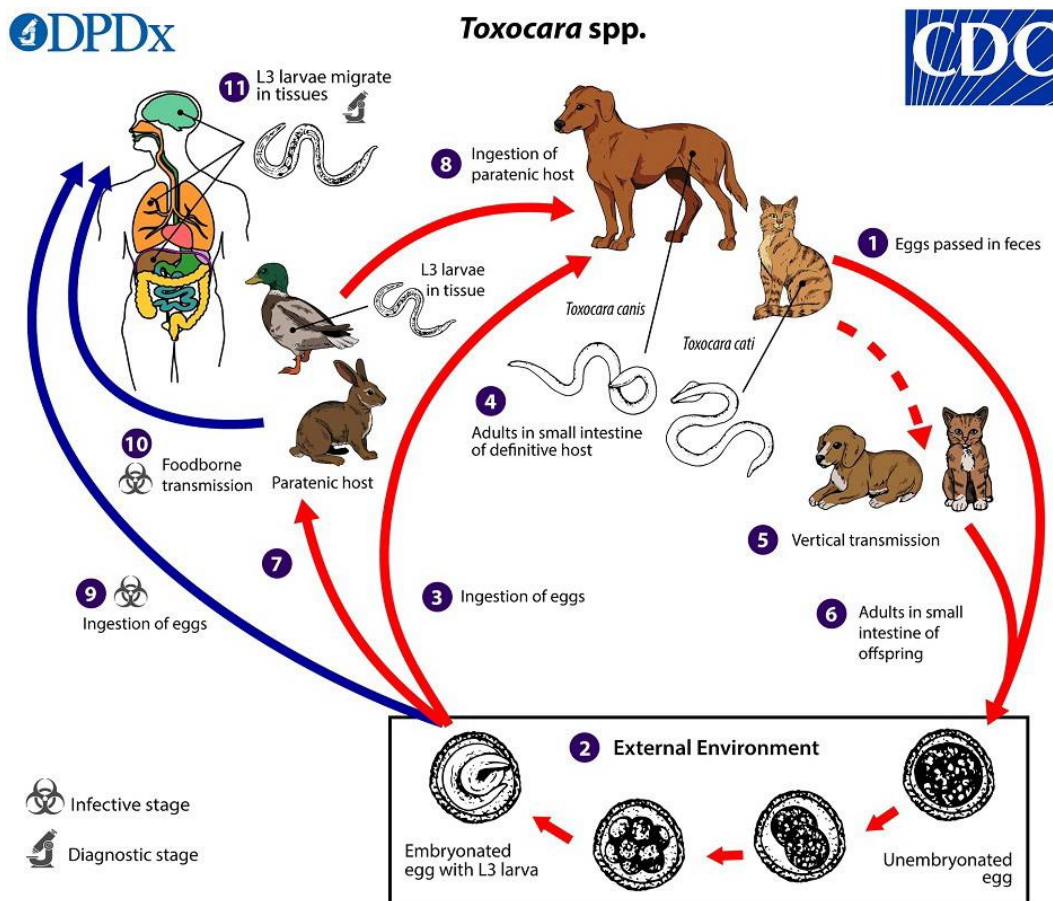 DPDx
Toxocara spp.
CDC
11 L3 larvae migrate
in tissues
8 Ingestion of
paratenic host
1 Eggs passed in feces
L3 larvae
in tissue
Toxocara canis
Toxocara cati
4
Adults in small intestine
of definitive host
10
Foodborne
transmission
Paratenic host
5 Vertical transmission
7
9
Ingestion of eggs
3 Ingestion of eggs
6 Adults in small
intestine of
offspring
2 External Environment
Embryonated
egg with L3 larva
Unembryonated
egg
Infective stage
Diagnostic stage